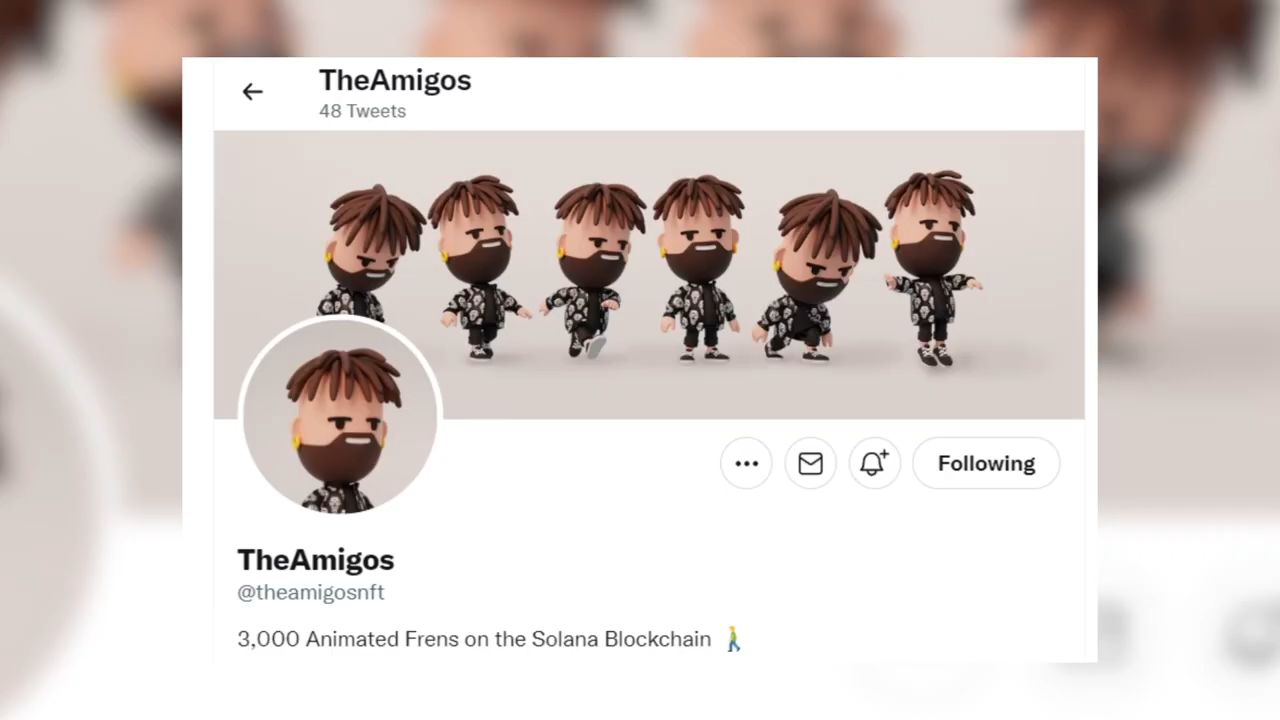 TheAmigos
48 Tweets
Following
TheAmigos
@theamigosnft
3,000 Animated Frens on the Solana Blockchain 🚶‍♂️